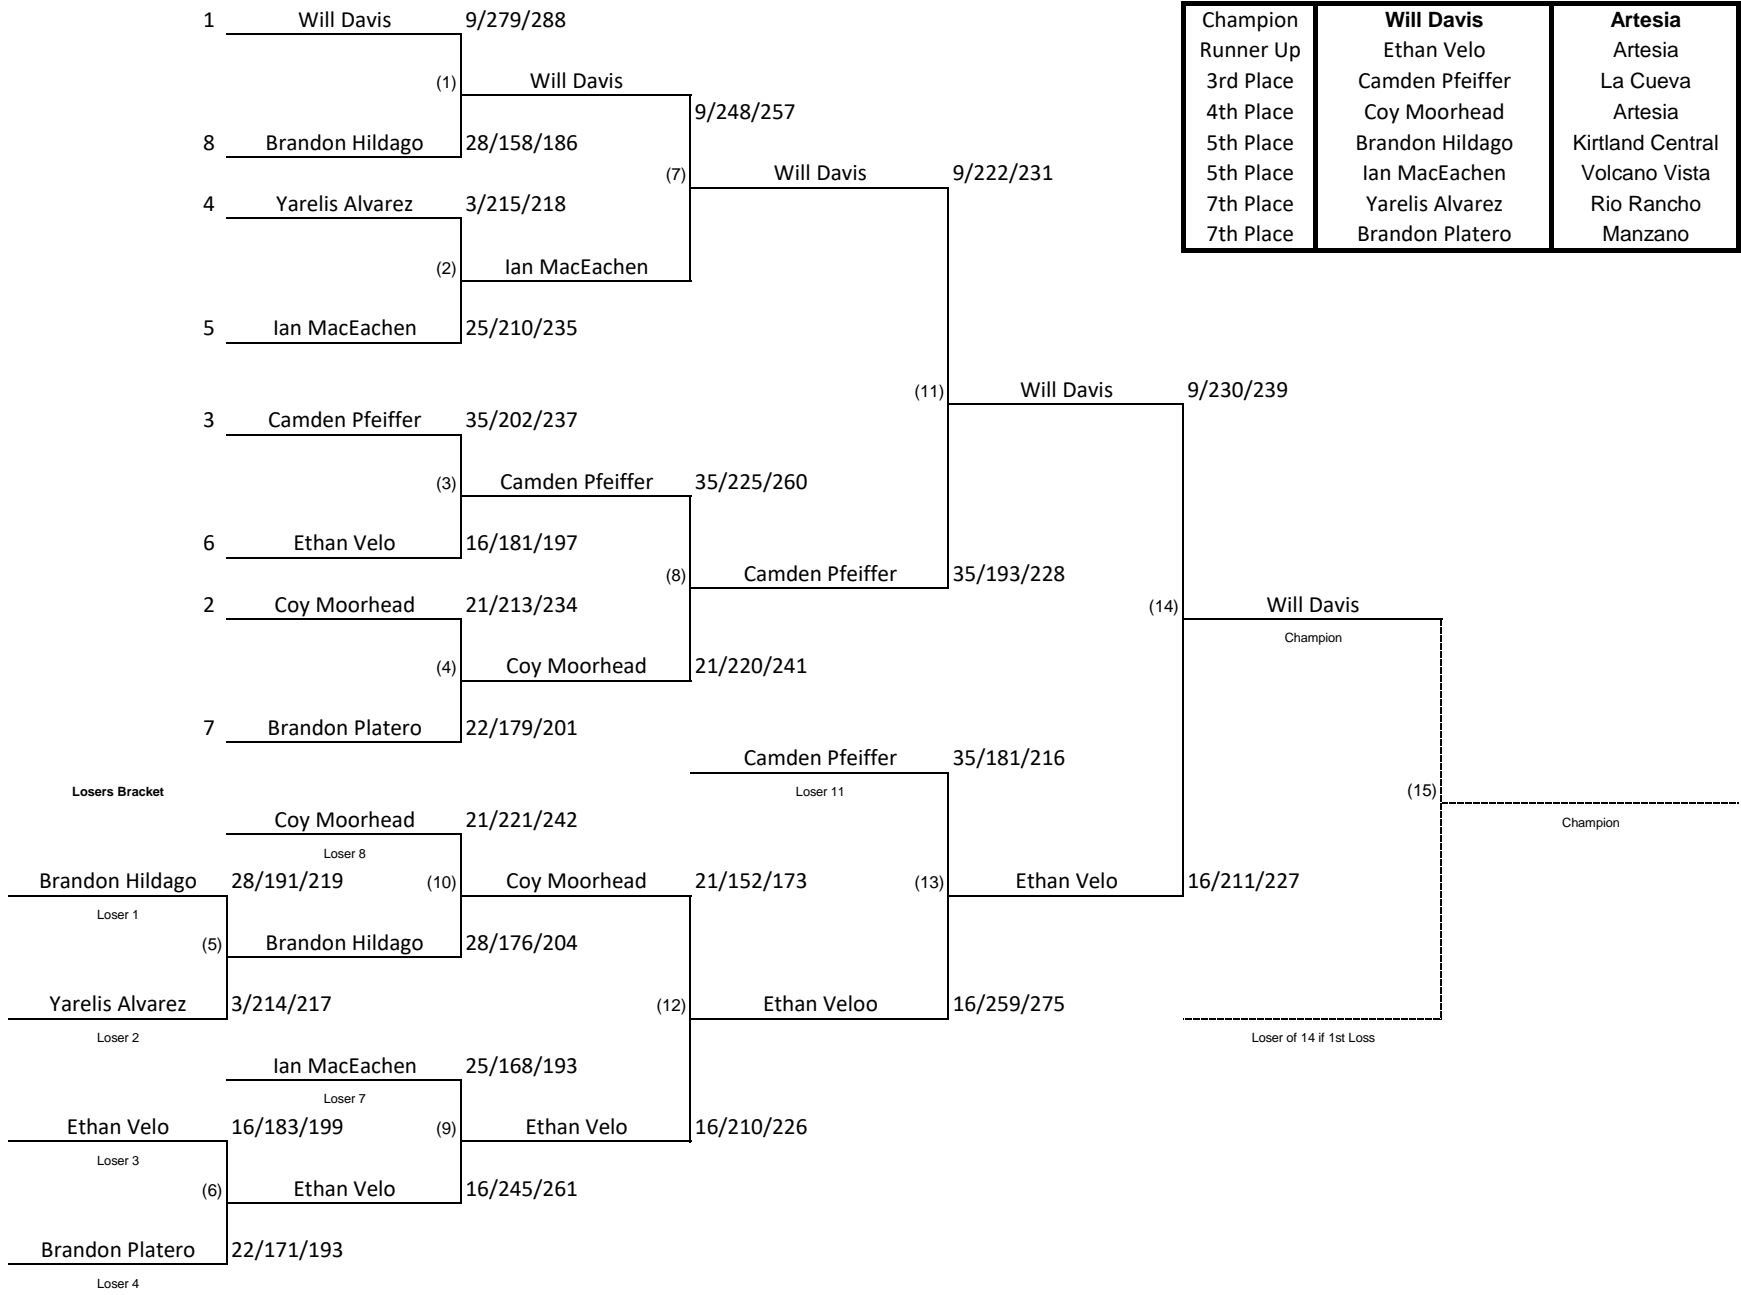 1 Will Davis 9/279/288
Champion Will Davis Artesia
Runner Up Ethan Velo Artesia
(1) Will Davis
3rd Place Camden Pfeiffer La Cueva
9/248/257
4th Place Coy Moorhead Artesia
8 Brandon Hildago 28/158/186
5th Place Brandon Hildago Kirtland Central
(7) Will Davis 9/222/231
5th Place Ian MacEachen Volcano Vista
4 Yarelis Alvarez 3/215/218
7th Place Yarelis Alvarez Rio Rancho
7th Place Brandon Platero Manzano
(2) Ian MacEachen
5 Ian MacEachen 25/210/235
(11) Will Davis 9/230/239
3 Camden Pfeiffer 35/202/237
(3) Camden Pfeiffer 35/225/260
6 Ethan Velo 16/181/197
(8) Camden Pfeiffer 35/193/228
2 Coy Moorhead 21/213/234
(14) Will Davis
Champion
(4) Coy Moorhead 21/220/241
7 Brandon Platero 22/179/201
Camden Pfeiffer 35/181/216
Losers Bracket
Loser 11
(15)
Coy Moorhead 21/221/242
Champion
Loser 8
Brandon Hildago 28/191/219
(10) Coy Moorhead 21/152/173
(13) Ethan Velo 16/211/227
Loser 1
(5) Brandon Hildago 28/176/204
Yarelis Alvarez 3/214/217
(12) Ethan Veloo 16/259/275
Loser 2
Loser of 14 if 1st Loss
Ian MacEachen 25/168/193
Loser 7
Ethan Velo 16/183/199
(9) Ethan Velo 16/210/226
Loser 3
(6) Ethan Velo 16/245/261
Brandon Platero 22/171/193
Loser 4